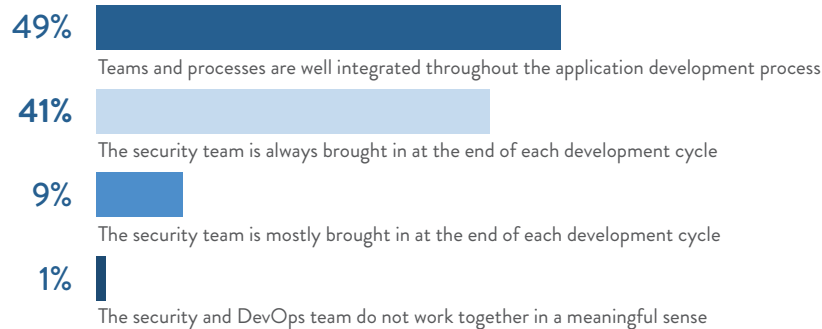 49%
Teams and processes are well integrated throughout the application development process
41%
The security team is always brought in at the end of each development cycle
9%
The security team is mostly brought in at the end of each development cycle
1%
The security and DevOps team do not work together in a meaningful sense